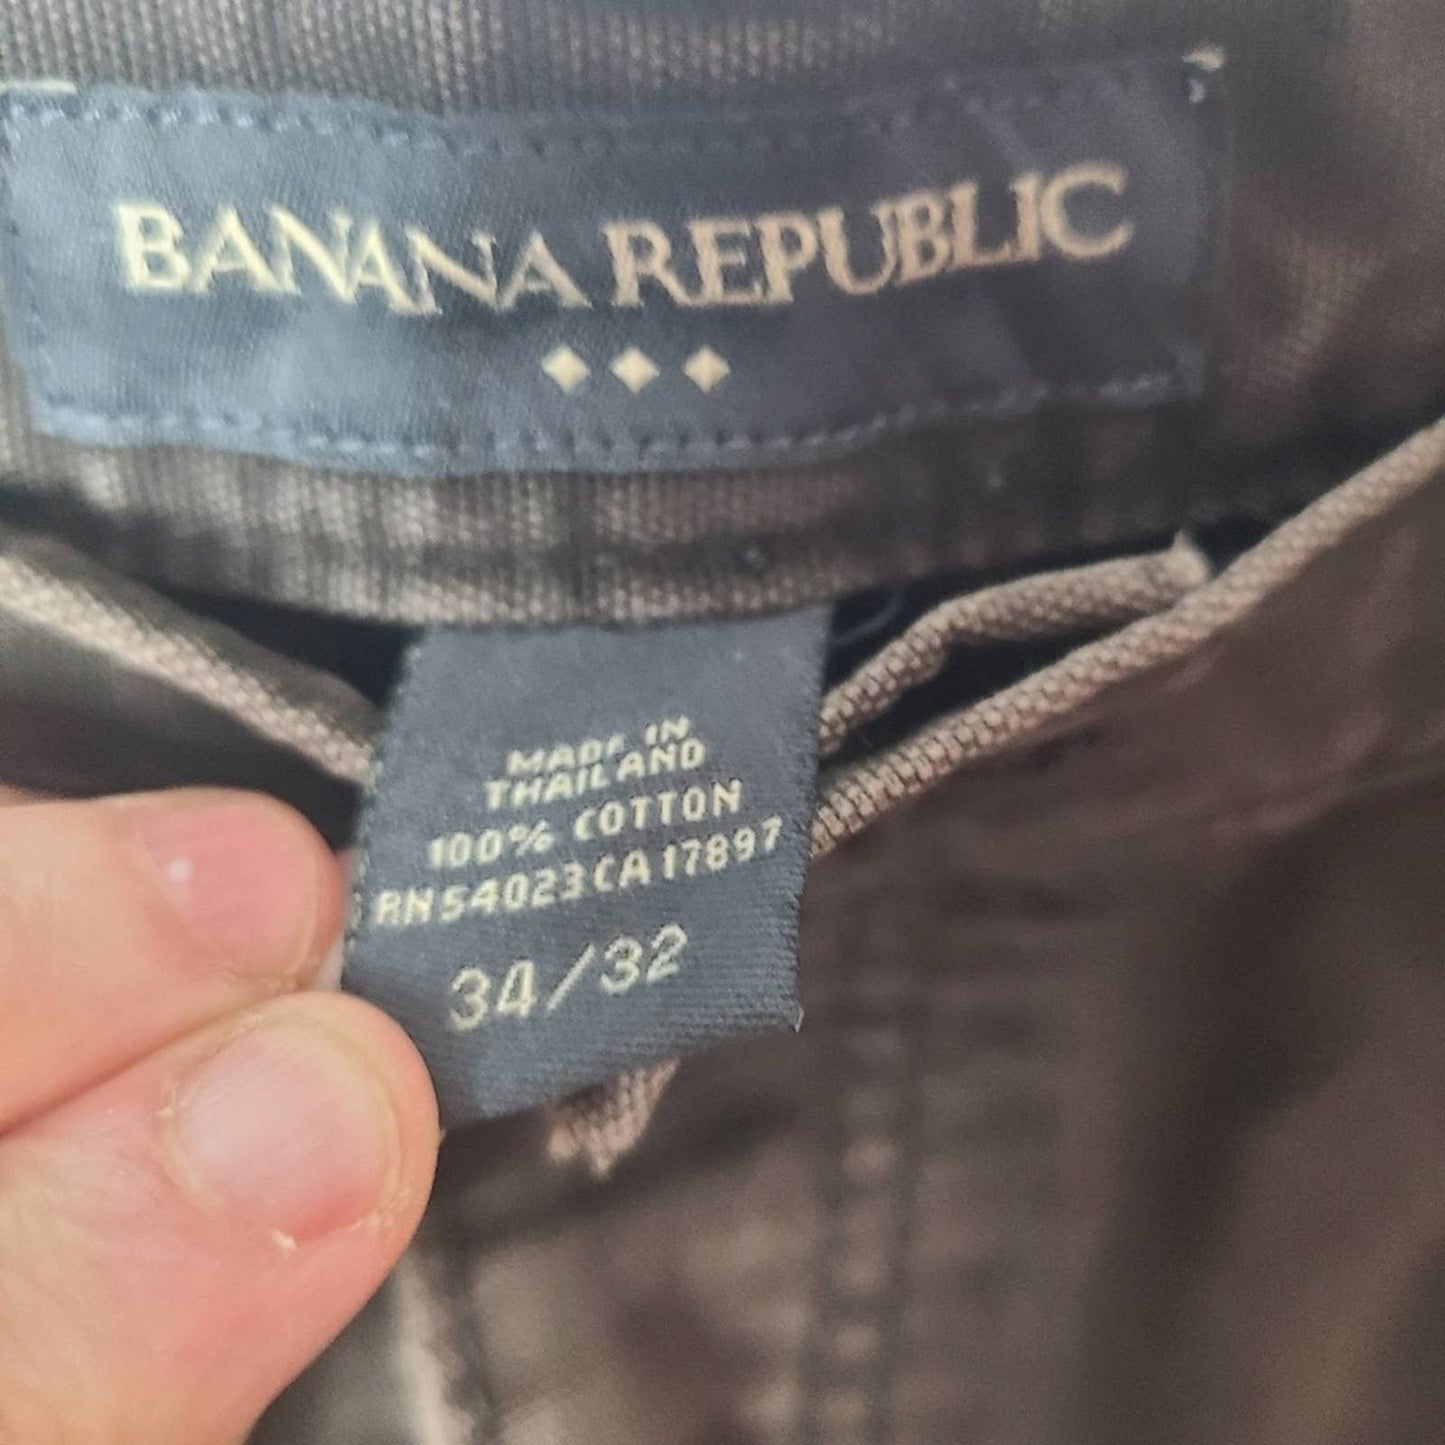 BANANA REPUBLIC
MADE IN
THAILAND
100% COTTON
RN54023 CA17897
34/32